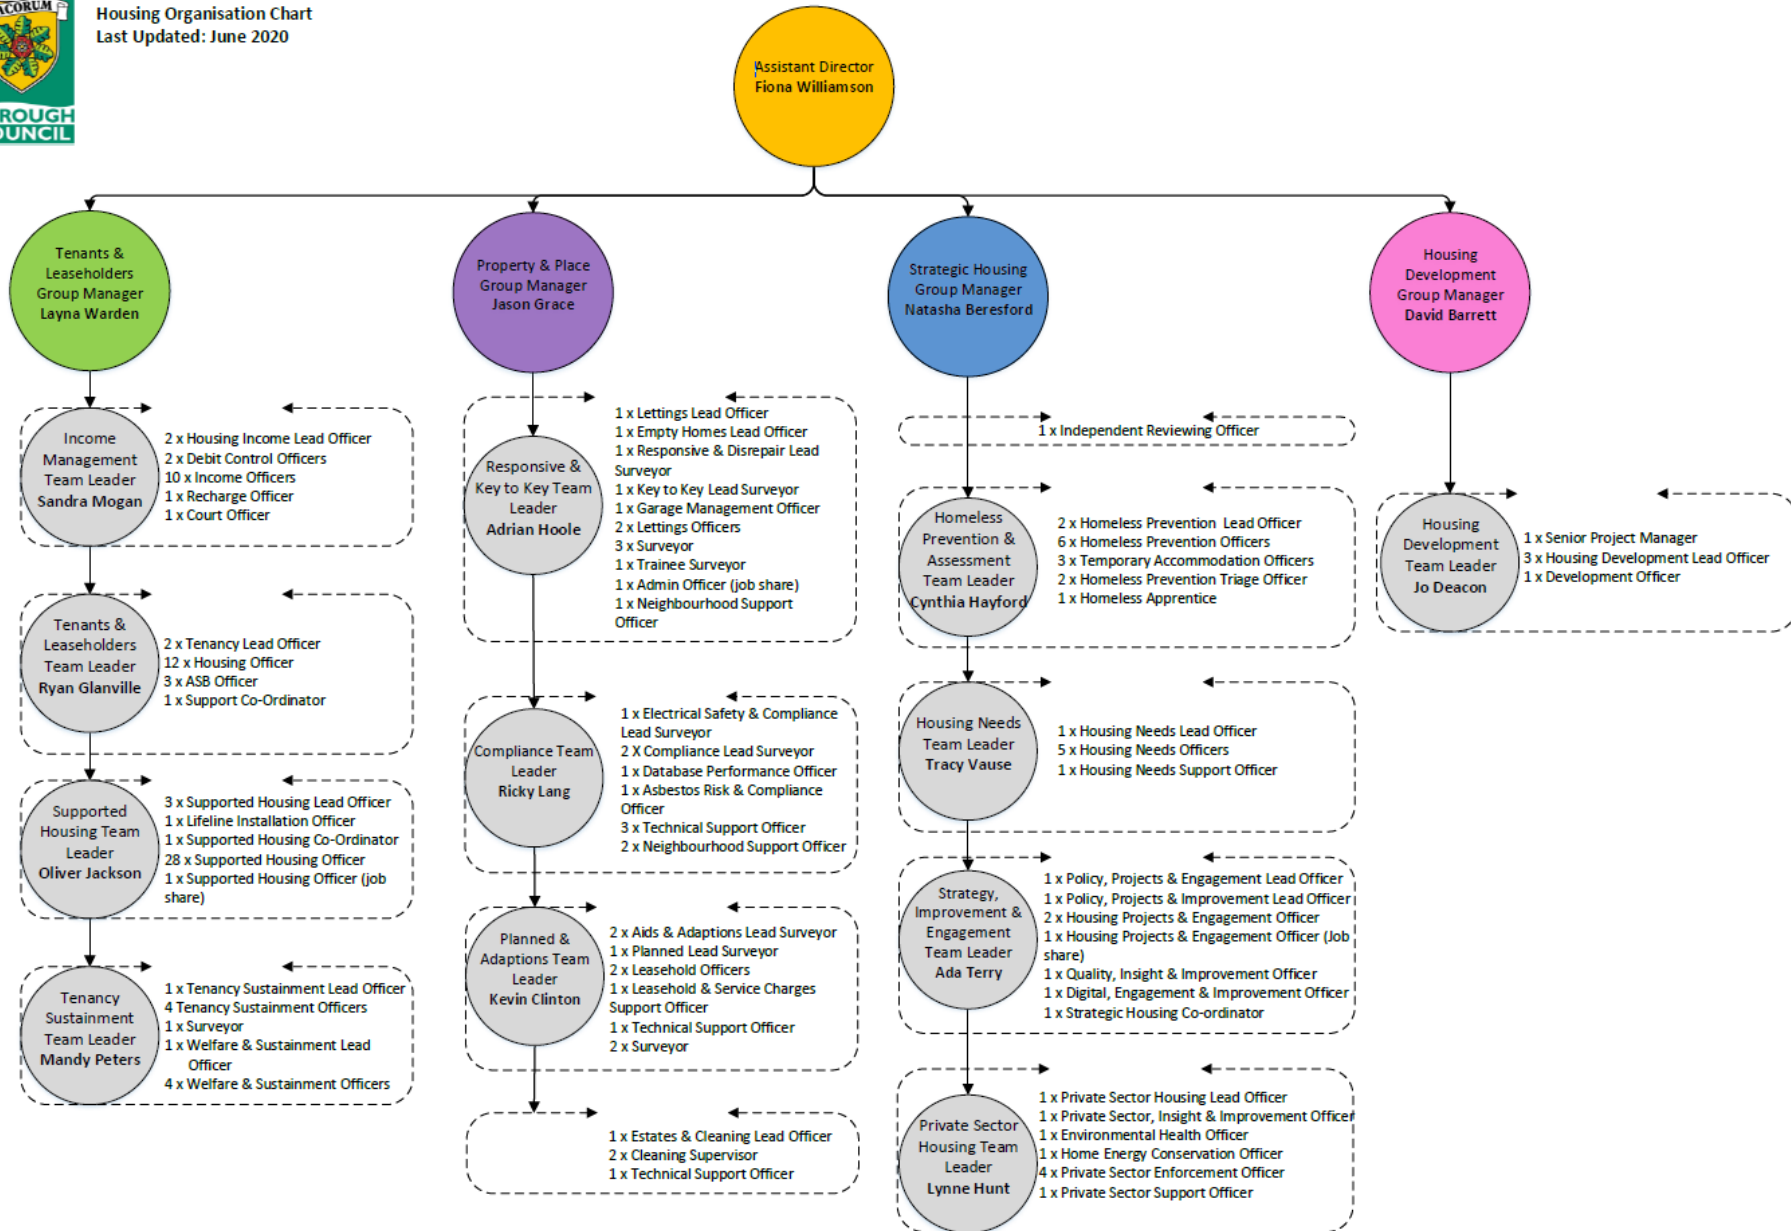 ACORUM
ROUGH
OUNCIL
Housing Organisation Chart
Last Updated: June 2020
Assistant Director
Fiona Williamson
Tenants &
Leaseholders
Group Manager
Layna Warden
Property & Place
Group Manager
Jason Grace
Strategic Housing
Group Manager
Natasha Beresford
Housing
Development
Group Manager
David Barrett
Income
Management
Team Leader
Sandra Mogan
2 x Housing Income Lead Officer
2 x Debit Control Officers
10 x Income Officers
1 x Recharge Officer
1 x Court Officer
Tenants &
Leaseholders
Team Leader
Ryan Glanville
2 x Tenancy Lead Officer
12 x Housing Officer
3 x ASB Officer
1 x Support Co-Ordinator
Supported
Housing Team
Leader
Oliver Jackson
3 x Supported Housing Lead Officer
1 x Lifeline Installation Officer
1 x Supported Housing Co-Ordinator
28 x Supported Housing Officer
1 x Supported Housing Officer (job
share)
Tenancy
Sustainment
Team Leader
Mandy Peters
1 x Tenancy Sustainment Lead Officer
4 Tenancy Sustainment Officers
1 x Surveyor
1 x Welfare & Sustainment Lead
Officer
4 x Welfare & Sustainment Officers
Responsive &
Key to Key Team
Leader
Adrian Hoole
1 x Lettings Lead Officer
1 x Empty Homes Lead Officer
1 x Responsive & Disrepair Lead
Surveyor
1 x Key to Key Lead Surveyor
1 x Garage Management Officer
2 x Lettings Officers
3 x Surveyor
1 x Trainee Surveyor
1 x Admin Officer (job share)
1 x Neighbourhood Support
Officer
Compliance Team
Leader
Ricky Lang
1 x Electrical Safety & Compliance
Lead Surveyor
2 X Compliance Lead Surveyor
1 x Database Performance Officer
1 x Asbestos Risk & Compliance
Officer
3 x Technical Support Officer
2 x Neighbourhood Support Officer
Planned &
Adaptions Team
Leader
Kevin Clinton
2 x Aids & Adaptions Lead Surveyor
1 x Planned Lead Surveyor
2 x Leasehold Officers
1 x Leasehold & Service Charges
Support Officer
1 x Technical Support Officer
2 x Surveyor
1 x Estates & Cleaning Lead Officer
2 x Cleaning Supervisor
1 x Technical Support Officer
1 x Independent Reviewing Officer
Homeless
Prevention &
Assessment
Team Leader
Cynthia Hayford
2 x Homeless Prevention  Lead Officer
6 x Homeless Prevention Officers
3 x Temporary Accommodation Officers
2 x Homeless Prevention Triage Officer
1 x Homeless Apprentice
Housing Needs
Team Leader
Tracy Vause
1 x Housing Needs Lead Officer
5 x Housing Needs Officers
1 x Housing Needs Support Officer
Strategy,
Improvement &
Engagement
Team Leader
Ada Terry
1 x Policy, Projects & Engagement Lead Officer
1 x Policy, Projects & Improvement Lead Officer
2 x Housing Projects & Engagement Officer
1 x Housing Projects & Engagement Officer (Job
share)
1 x Quality, Insight & Improvement Officer
1 x Digital, Engagement & Improvement Officer
1 x Strategic Housing Co-ordinator
Private Sector
Housing Team
Leader
Lynne Hunt
1 x Private Sector Housing Lead Officer
1 x Private Sector, Insight & Improvement Officer
1 x Environmental Health Officer
1 x Home Energy Conservation Officer
4 x Private Sector Enforcement Officer
1 x Private Sector Support Officer
Housing
Development
Team Leader
Jo Deacon
1 x Senior Project Manager
3 x Housing Development Lead Officer
1 x Development Officer